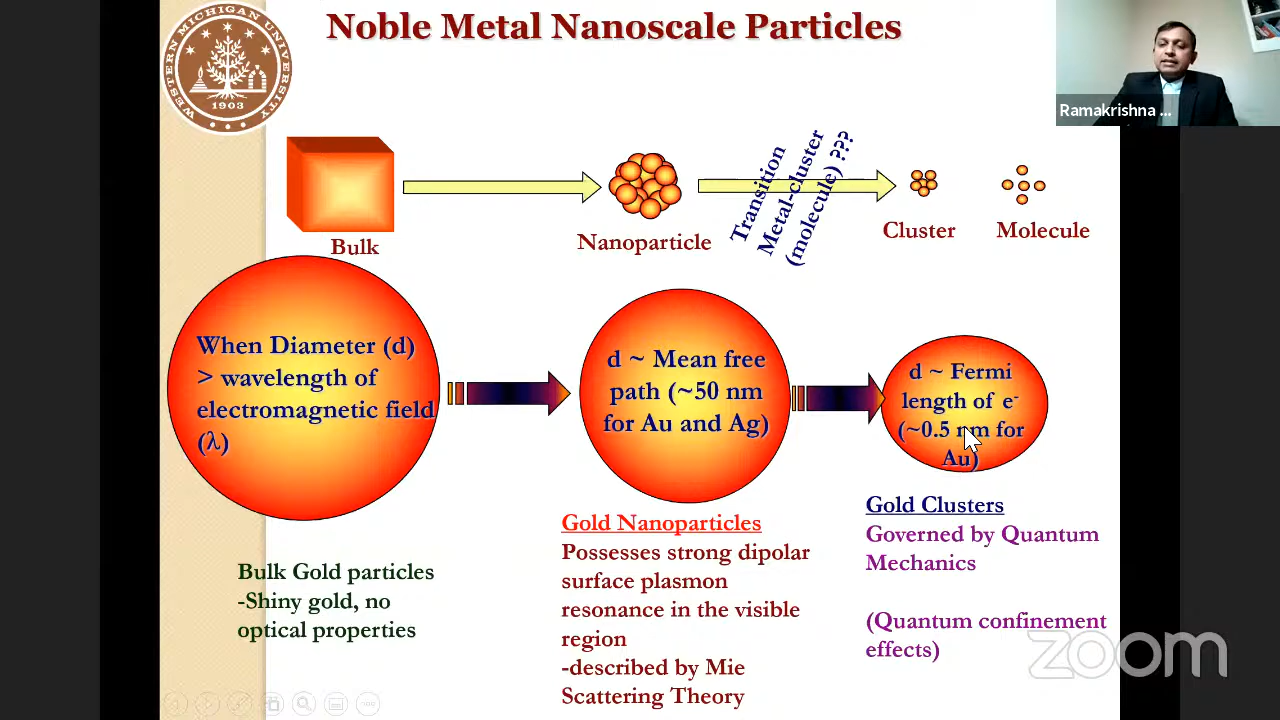 Noble Metal Nanoscale Particles
WESTERN MICHIGAN UNIVERSITY
1903
Ramakrishna ...
Transition
Metal-cluster
(molecule) ???
Bulk
Nanoparticle
Cluster
Molecule
When Diameter (d)
> wavelength of
electromagnetic field
(λ)
d ~ Mean free
path (~50 nm
for Au and Ag)
d ~ Fermi
length of e-
(~0.5 nm for
Au)
Bulk Gold particles
-Shiny gold, no
optical properties
Gold Nanoparticles
Possesses strong dipolar
surface plasmon
resonance in the visible
region
-described by Mie
Scattering Theory
Gold Clusters
Governed by Quantum
Mechanics
(Quantum confinement
effects)
zoom